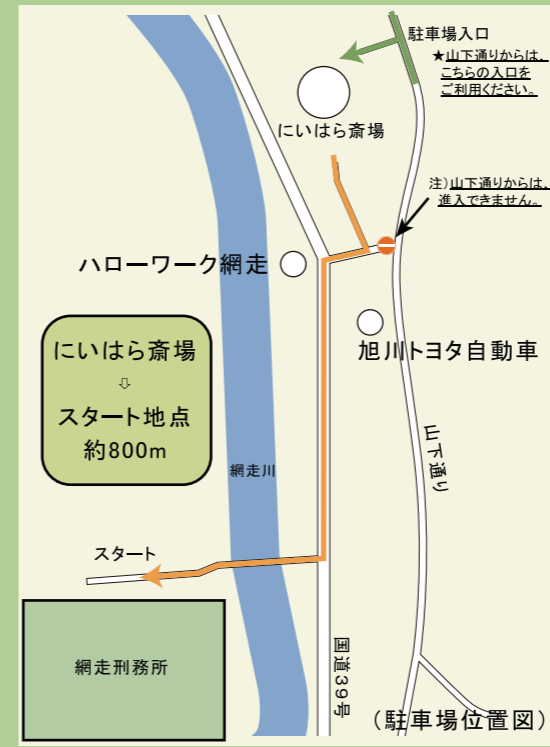 駐車場入口
★山下通りからは、
こちらの入口を
ご利用ください。
にいはら斎場
注）山下通りからは、
進入できません。
ハローワーク網走
旭川トヨタ自動車
にいはら斎場
⇩
スタート地点
約800m
山下通り
網走川
スタート
網走刑務所
国道39号
（駐車場位置図）